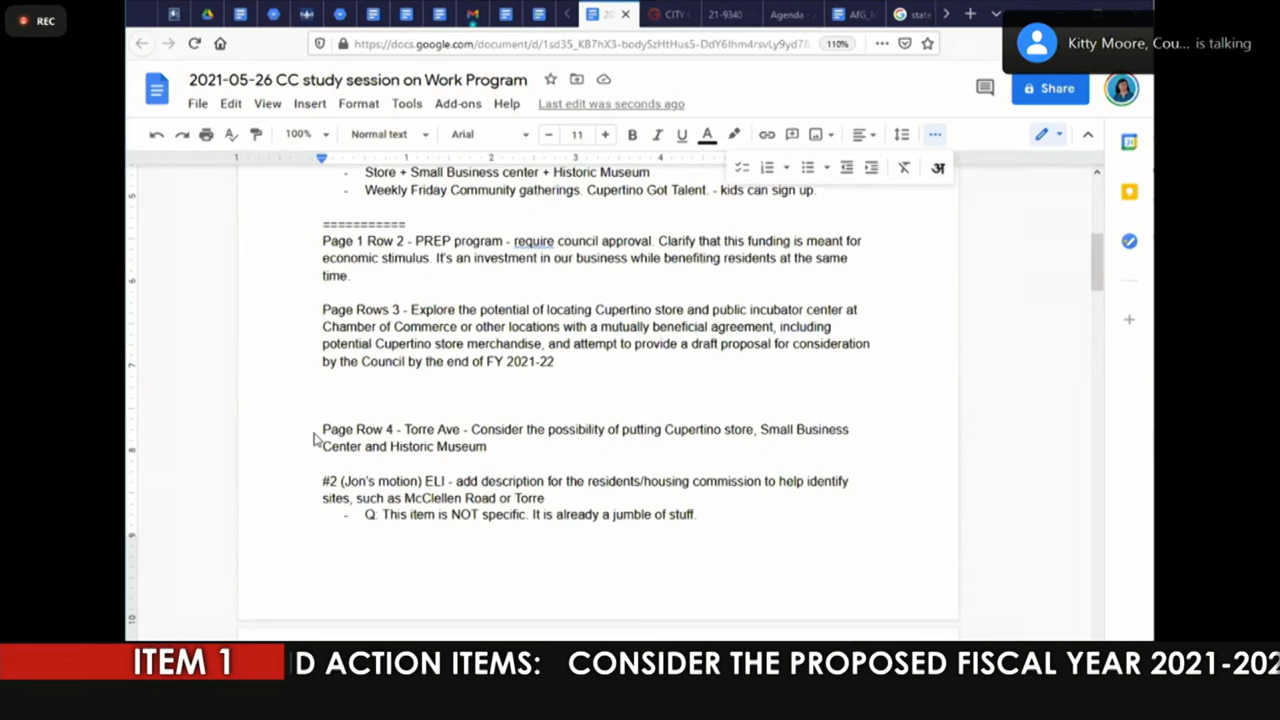 REC
20
CITY C
21-9340
Agenda -
AfG_
state
Kitty Moore, Cou... is talking
https://docs.google.com/document/d/1sd35_KB7hX3-bodySzHtHus5-DdY6Ihm4rsvLy9yd78
110%
2021-05-26 CC study session on Work Program
File Edit View Insert Format Tools Add-ons Help Last edit was seconds ago
Share
100% Normal text Arial 11
Store + Small Business center + Historic Museum
- Weekly Friday Community gatherings. Cupertino Got Talent. - kids can sign up.
===========
Page 1 Row 2 - PREP program - require council approval. Clarify that this funding is meant for
economic stimulus. It's an investment in our business while benefiting residents at the same
time.
Page Rows 3 - Explore the potential of locating Cupertino store and public incubator center at
Chamber of Commerce or other locations with a mutually beneficial agreement, including
potential Cupertino store merchandise, and attempt to provide a draft proposal for consideration
by the Council by the end of FY 2021-22
Page Row 4 - Torre Ave - Consider the possibility of putting Cupertino store, Small Business
Center and Historic Museum
#2 (Jon's motion) ELI - add description for the residents/housing commission to help identify
sites, such as McClellen Road or Torre
- Q: This item is NOT specific. It is already a jumble of stuff.
ITEM 1 D ACTION ITEMS: CONSIDER THE PROPOSED FISCAL YEAR 2021-202